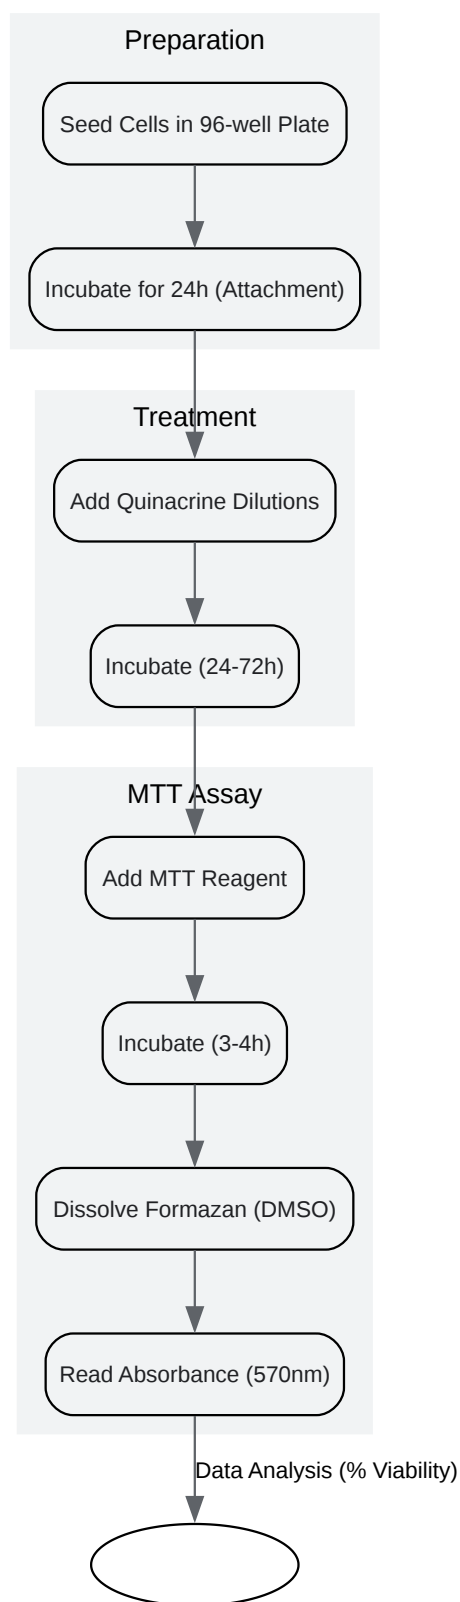 Preparation
Seed Cells in 96-well Plate
Incubate for 24h (Attachment)
Treatment
Add Quinacrine Dilutions
Incubate (24-72h)
MTT Assay
Add MTT Reagent
Incubate (3-4h)
Dissolve Formazan (DMSO)
Read Absorbance (570nm)
Data Analysis (% Viability)